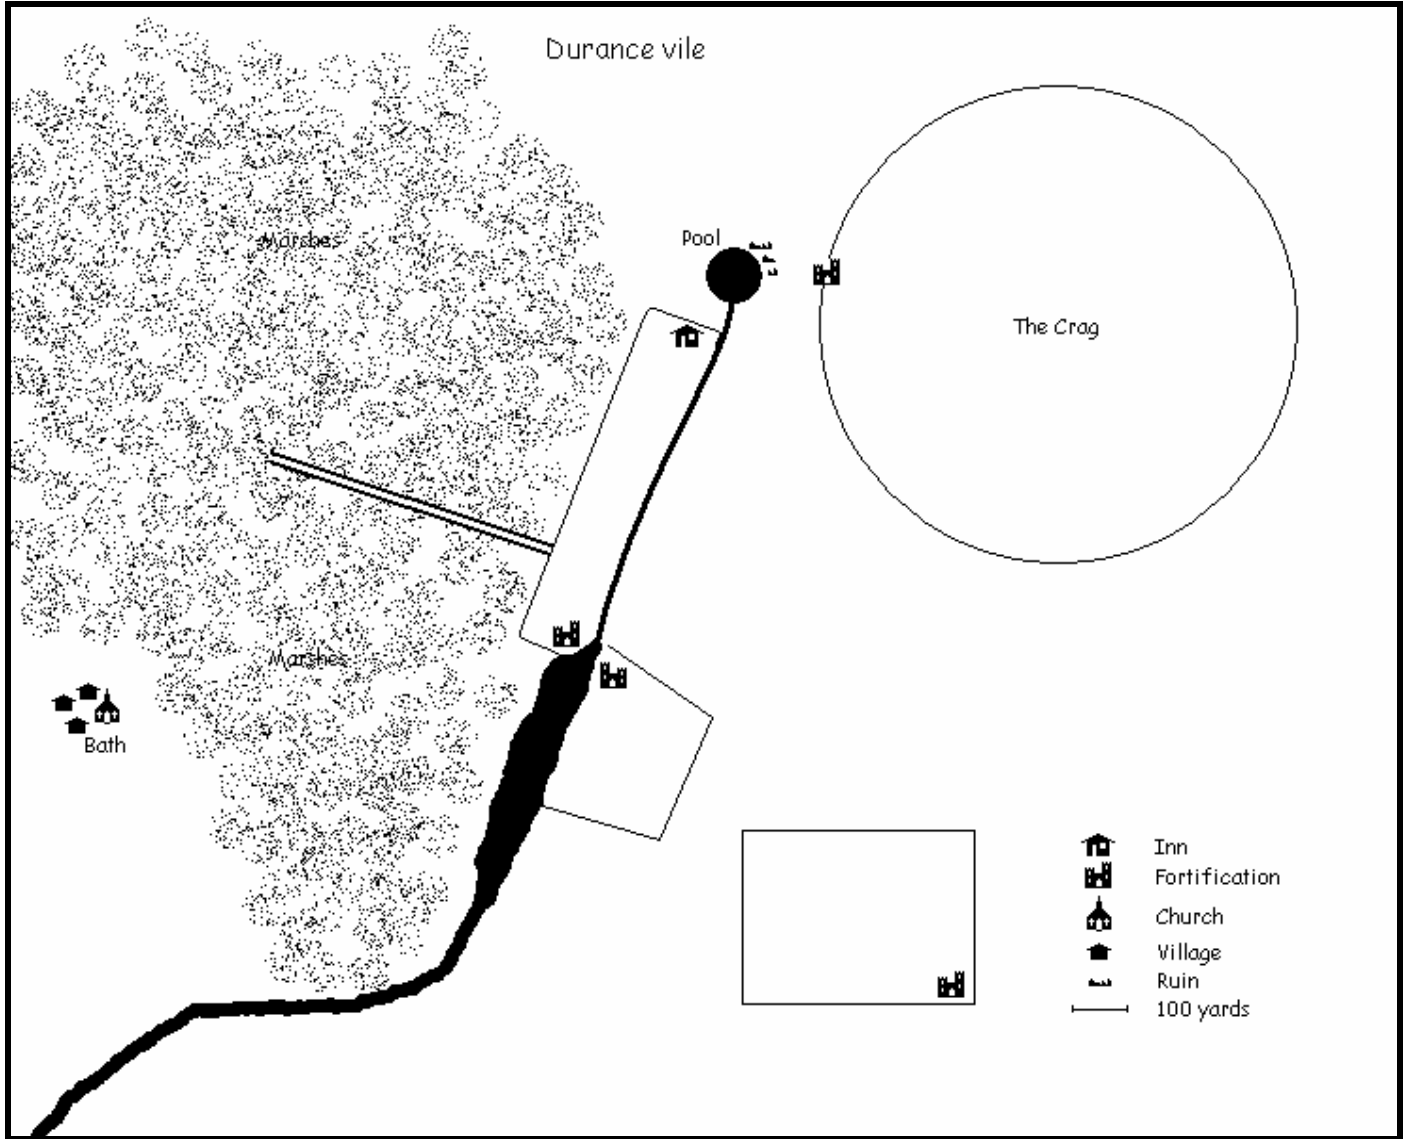 Durance vile
Marshes
Pool
The Crag
Marshes
Bath
Inn
Fortification
Church
Village
Ruin
100 yards